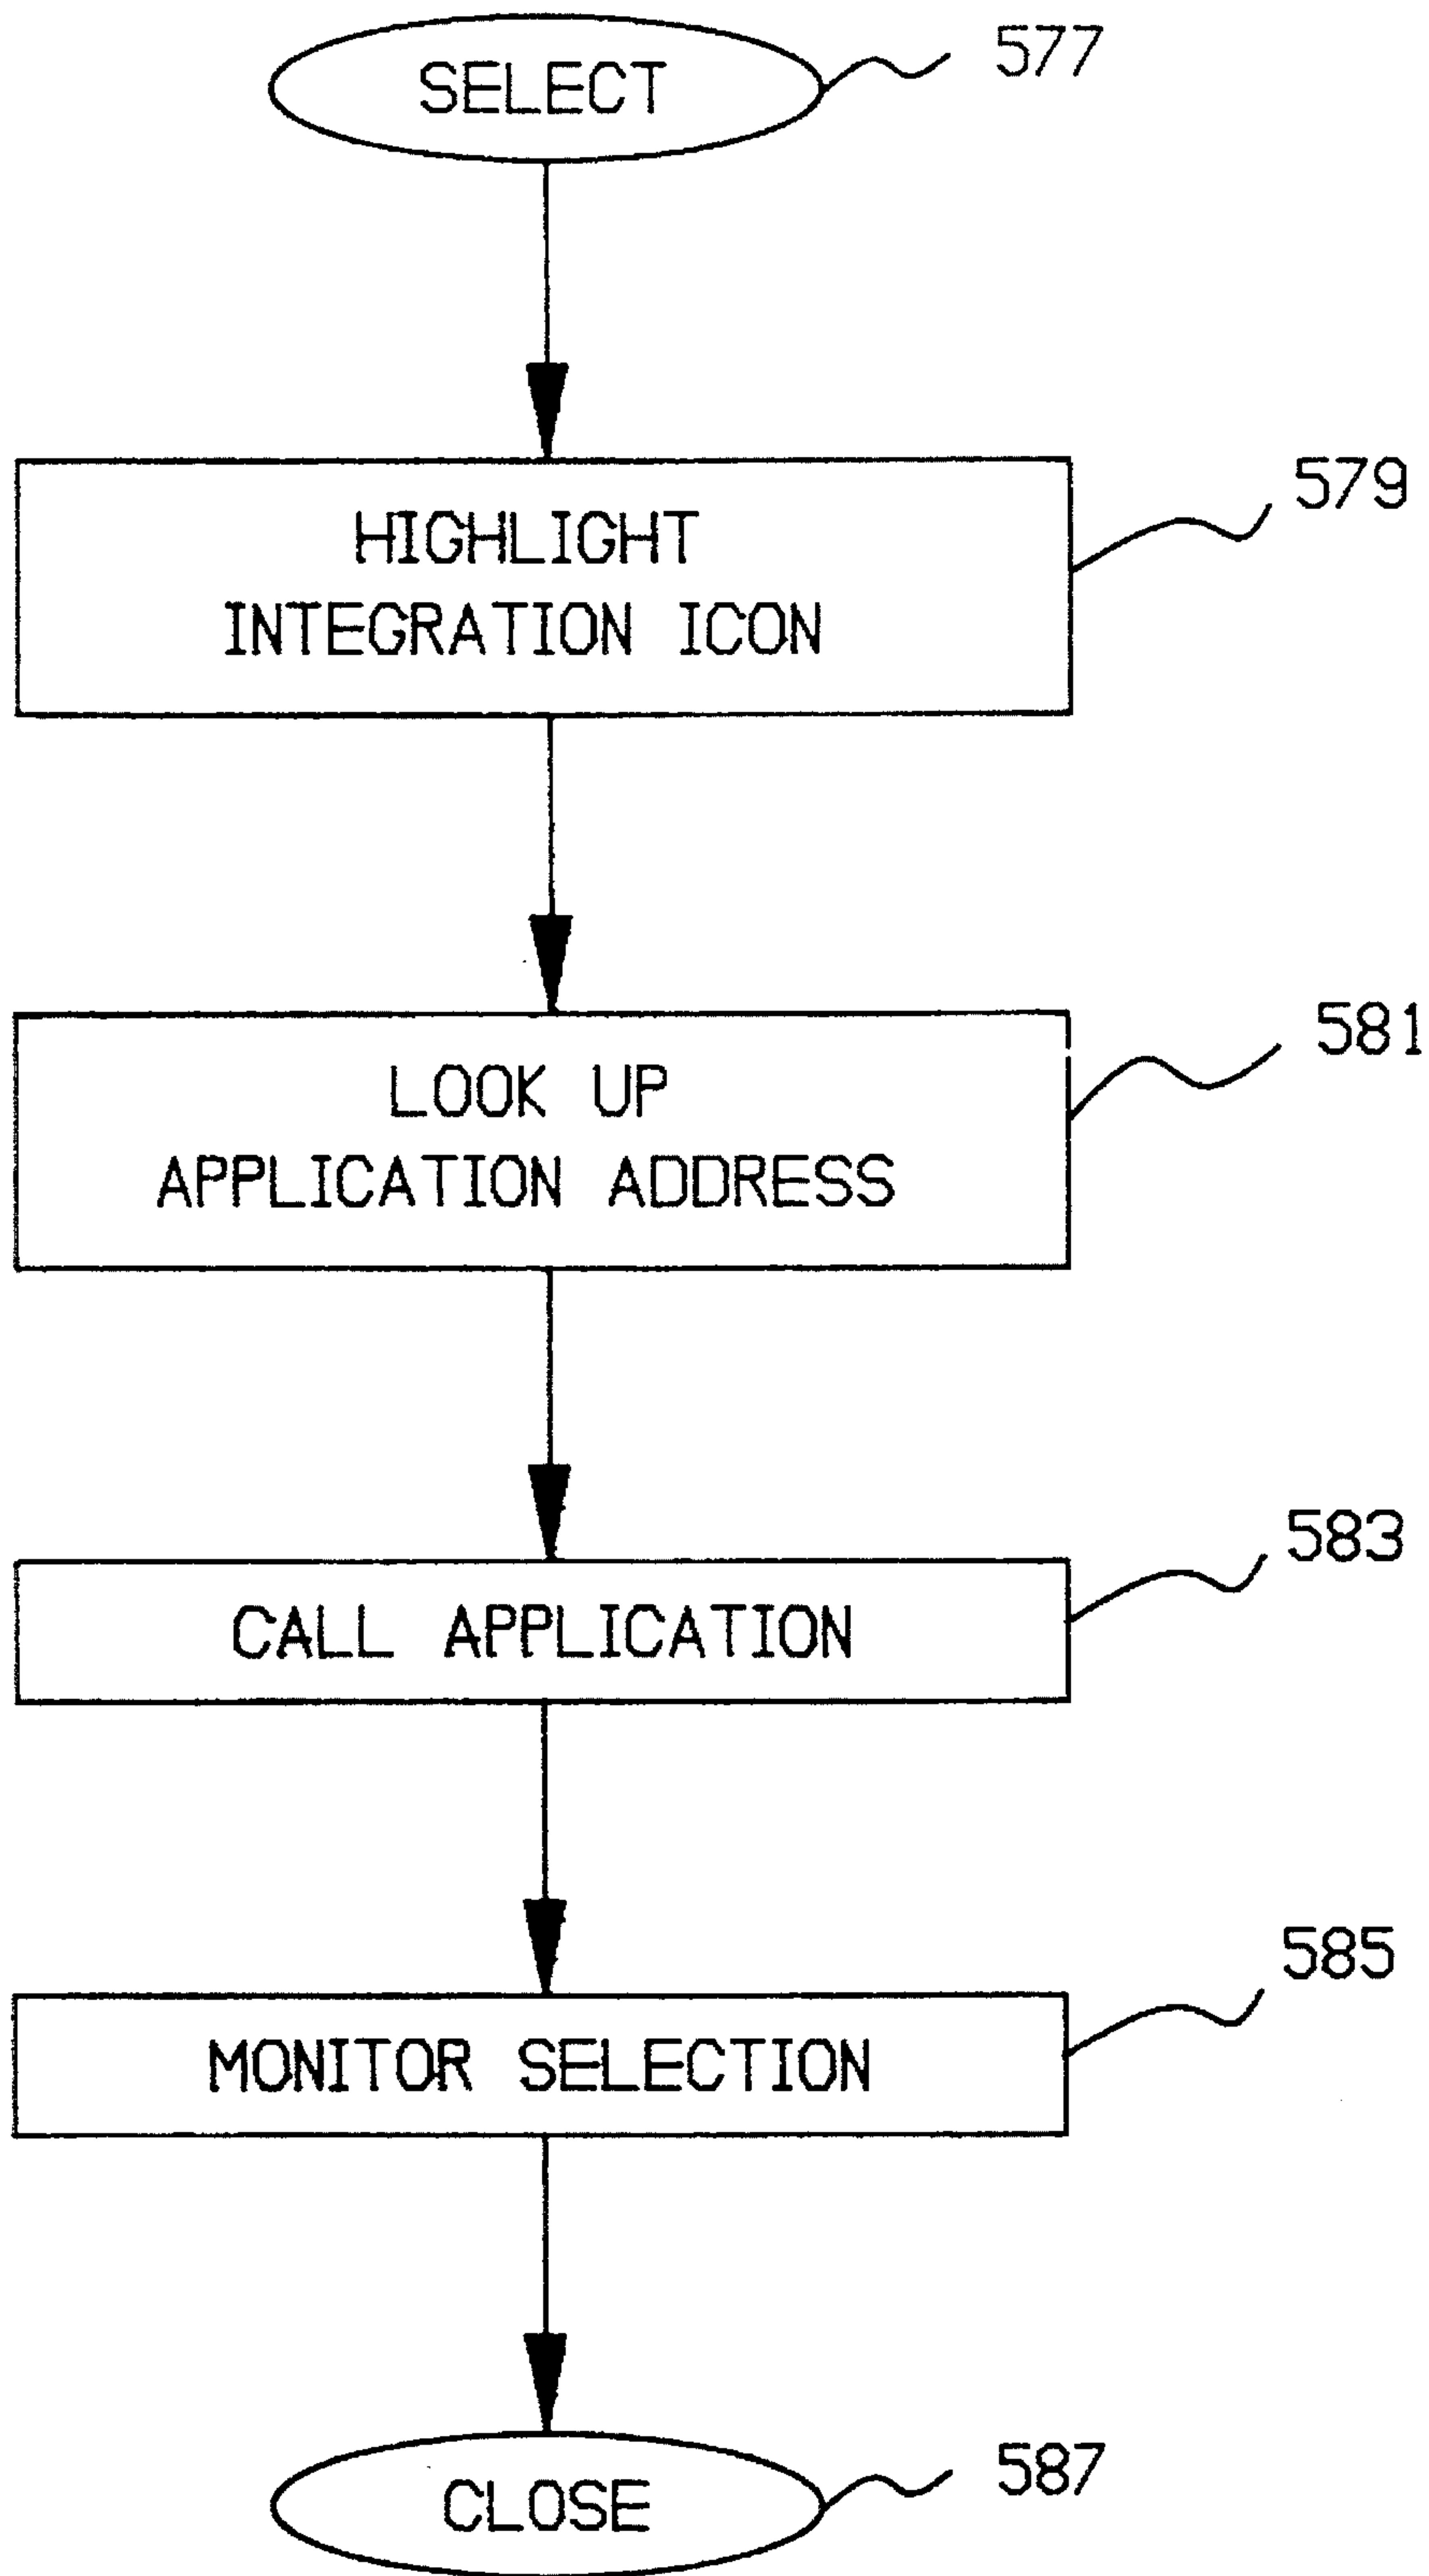 SELECT
577
HIGHLIGHT
INTEGRATION ICON
579
LOOK UP
APPLICATION ADDRESS
581
CALL APPLICATION
583
MONITOR SELECTION
585
CLOSE
587